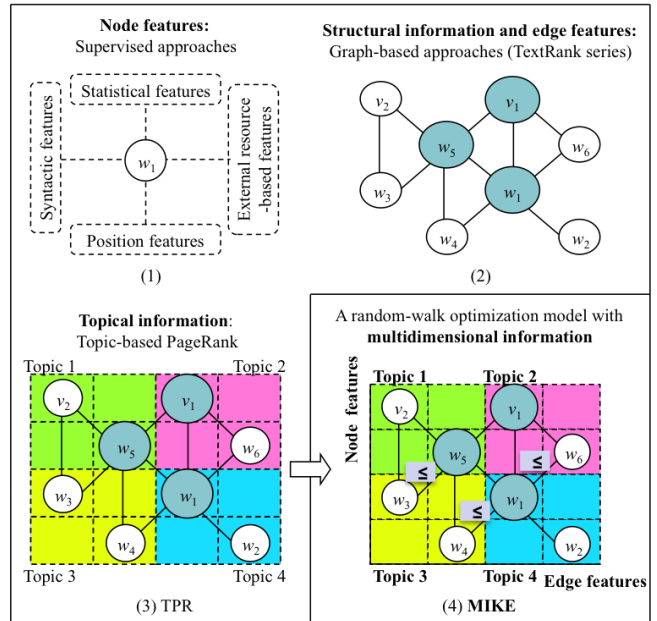 Node features:
Supervised approaches
Statistical features
Syntactic features
w1
External resource
-based features
Position features
(1)
Structural information and edge features:
Graph-based approaches (TextRank series)
v2
v1
w5
w6
w3
w1
w4
w2
(2)
Topical information:
Topic-based PageRank
Topic 1
Topic 2
v2
v1
w5
w6
w3
w1
w4
w2
Topic 3
Topic 4
(3) TPR
A random-walk optimization model with
multidimensional information
Node features
Topic 1
Topic 2
v2
v1
w5
w6
≤
≤
w3
w1
≤
w4
w2
Topic 3
Topic 4
Edge features
(4) MIKE